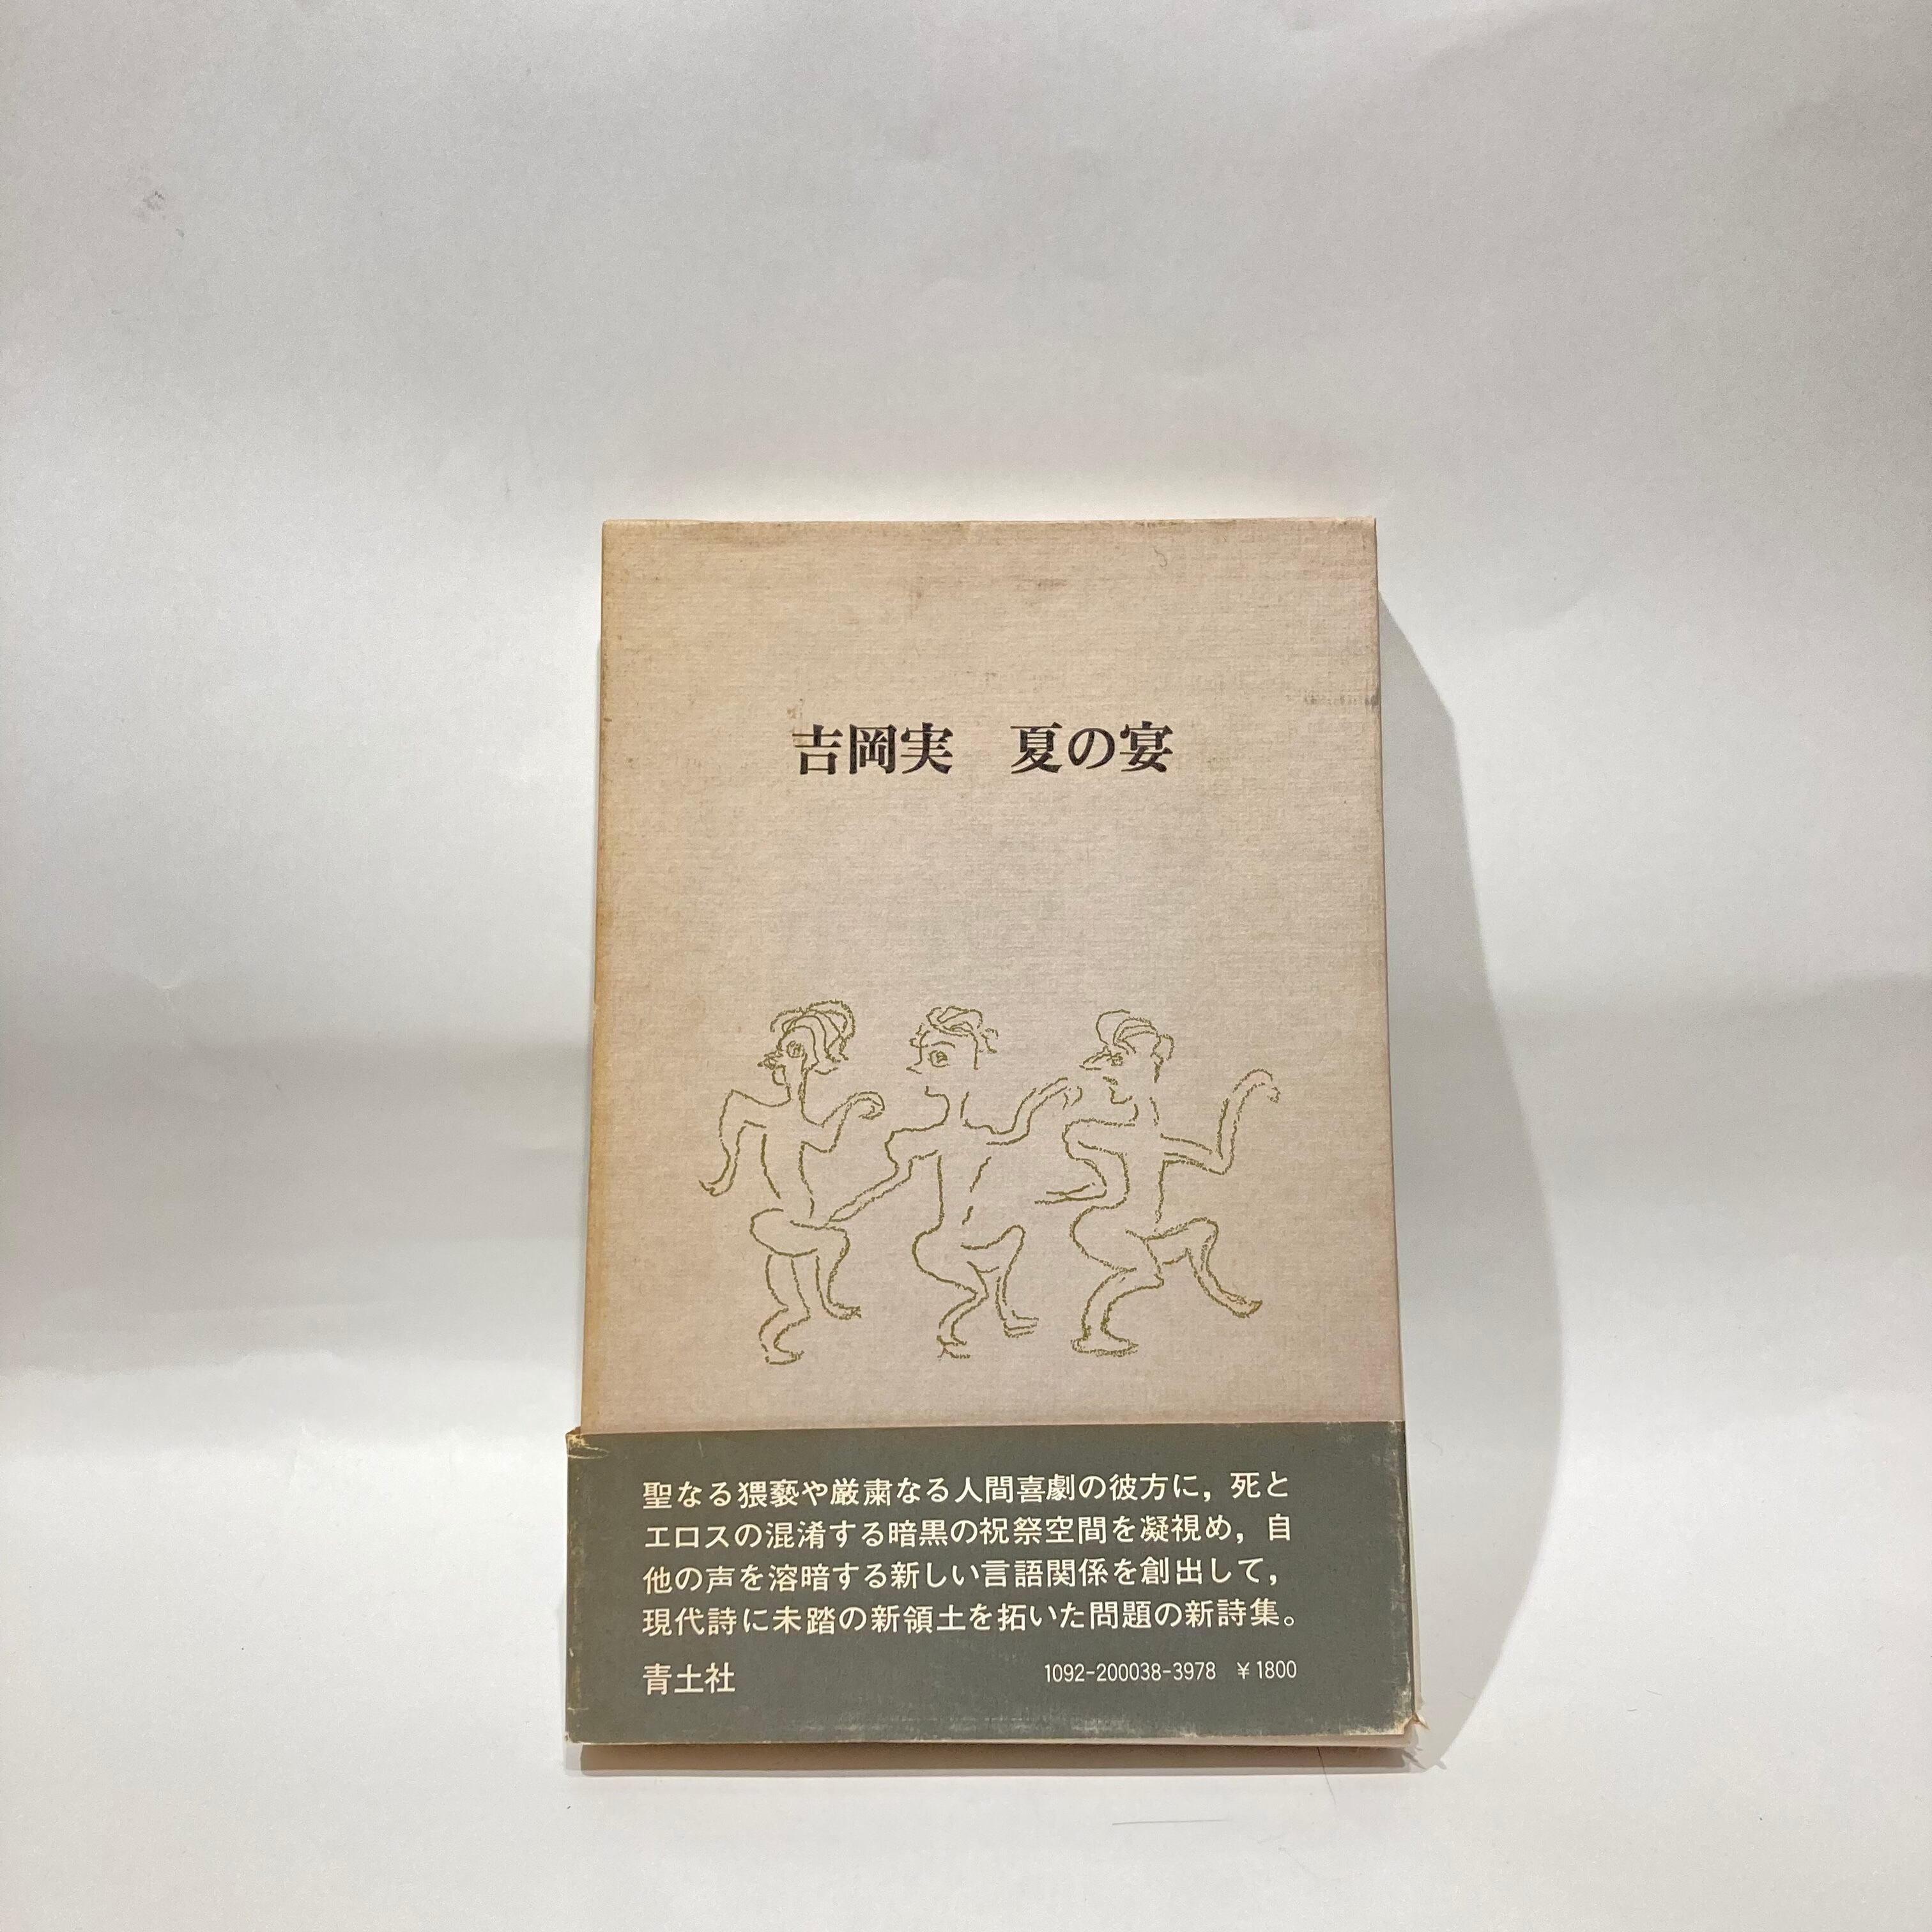 吉岡実　夏の宴
聖なる猥褻や厳粛なる人間喜劇の彼方に，死と
エロスの混淆する暗黒の祝祭空間を凝視め，自
他の声を溶暗する新しい言語関係を創出して，
現代詩に未踏の新領土を拓いた問題の新詩集。
青土社　1092-200038-3978　¥1800